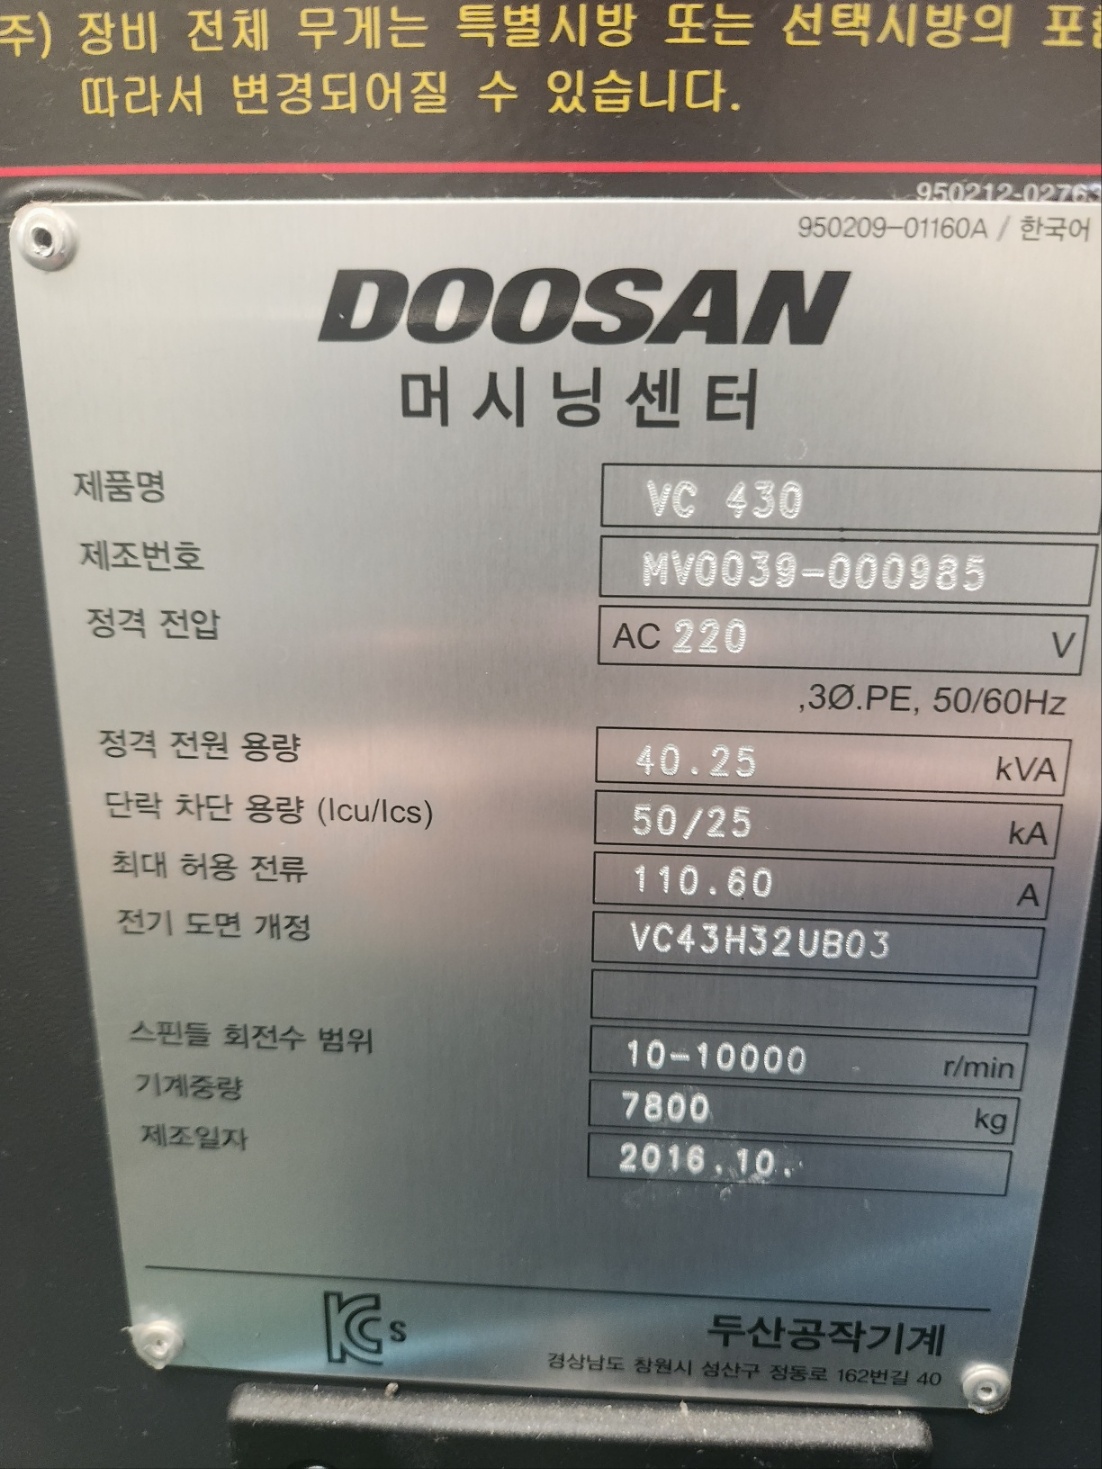 주) 장비 전체 무게는 특별시방 또는 선택시방의
따라서 변경되어질 수 있습니다.
950212-02763
950209-01160A / 한국어
DOOSAN
머시닝센터
제품명 VC 430
제조번호 MV0039-000985
정격 전압 AC 220 V
,3Ø.PE, 50/60Hz
정격 전원 용량 40.25 kVA
단락 차단 용량 (Icu/Ics) 50/25 kA
최대 허용 전류 110.60 A
전기 도면 개정 VC43H32UB03
스핀들 회전수 범위 10-10000 r/min
기계중량 7800 kg
제조일자 2016.10.
KCs
두산공작기계
경상남도 창원시 성산구 정동로 162번길 40